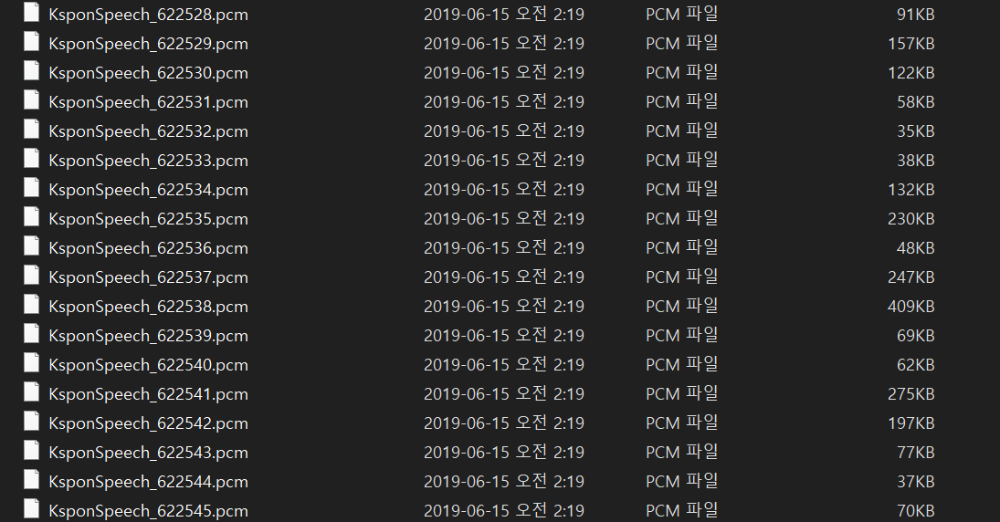 KsponSpeech_622528.pcm 2019-06-15 오전 2:19 PCM 파일 91KB
KsponSpeech_622529.pcm 2019-06-15 오전 2:19 PCM 파일 157KB
KsponSpeech_622530.pcm 2019-06-15 오전 2:19 PCM 파일 122KB
KsponSpeech_622531.pcm 2019-06-15 오전 2:19 PCM 파일 58KB
KsponSpeech_622532.pcm 2019-06-15 오전 2:19 PCM 파일 35KB
KsponSpeech_622533.pcm 2019-06-15 오전 2:19 PCM 파일 38KB
KsponSpeech_622534.pcm 2019-06-15 오전 2:19 PCM 파일 132KB
KsponSpeech_622535.pcm 2019-06-15 오전 2:19 PCM 파일 230KB
KsponSpeech_622536.pcm 2019-06-15 오전 2:19 PCM 파일 48KB
KsponSpeech_622537.pcm 2019-06-15 오전 2:19 PCM 파일 247KB
KsponSpeech_622538.pcm 2019-06-15 오전 2:19 PCM 파일 409KB
KsponSpeech_622539.pcm 2019-06-15 오전 2:19 PCM 파일 69KB
KsponSpeech_622540.pcm 2019-06-15 오전 2:19 PCM 파일 62KB
KsponSpeech_622541.pcm 2019-06-15 오전 2:19 PCM 파일 275KB
KsponSpeech_622542.pcm 2019-06-15 오전 2:19 PCM 파일 197KB
KsponSpeech_622543.pcm 2019-06-15 오전 2:19 PCM 파일 77KB
KsponSpeech_622544.pcm 2019-06-15 오전 2:19 PCM 파일 37KB
KsponSpeech_622545.pcm 2019-06-15 오전 2:19 PCM 파일 70KB